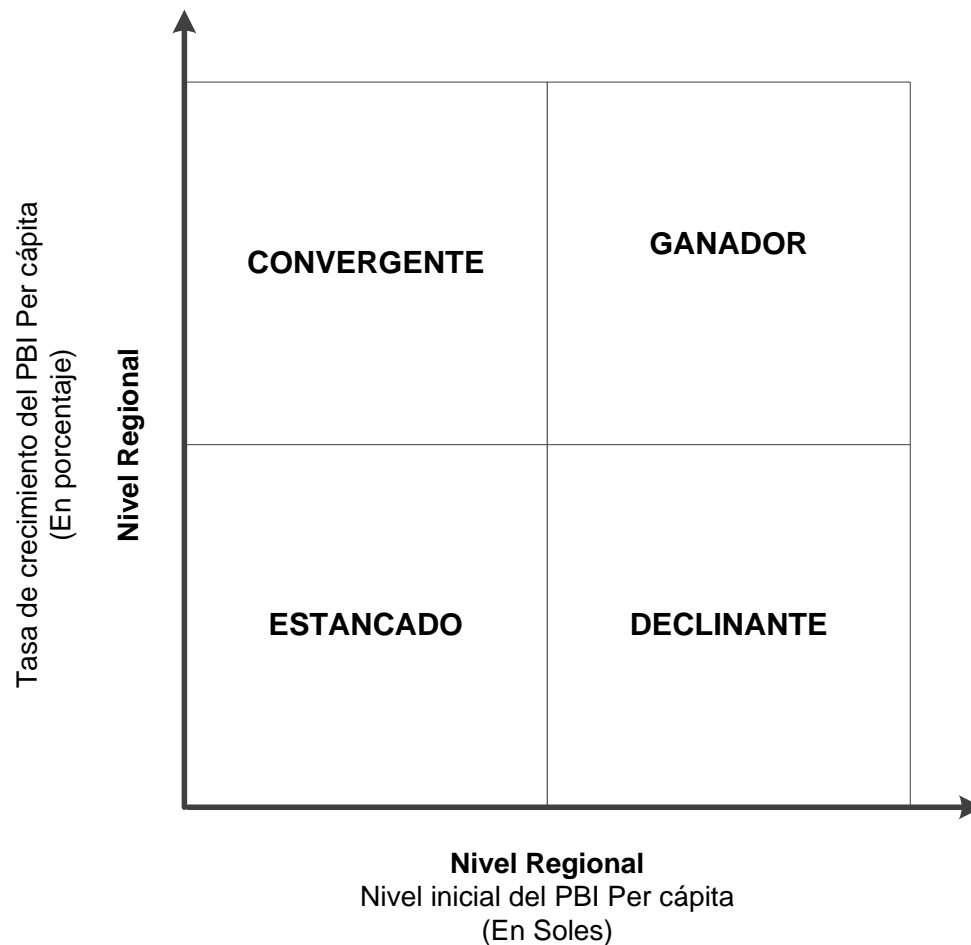 Tasa de crecimiento del PBI Per cápita
(En porcentaje)
Nivel Regional
CONVERGENTE
GANADOR
ESTANCADO
DECLINANTE
Nivel Regional
Nivel inicial del PBI Per cápita
(En Soles)